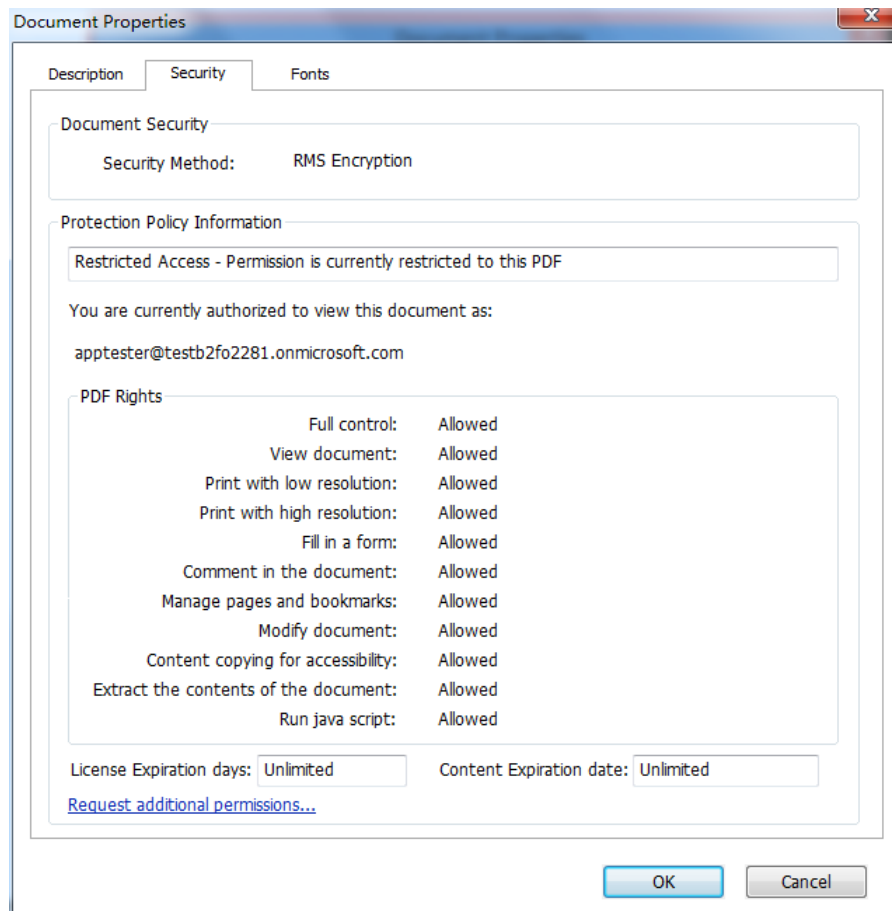 Document Properties
Description Security Fonts
Document Security
Security Method: RMS Encryption
Protection Policy Information
Restricted Access - Permission is currently restricted to this PDF
You are currently authorized to view this document as:
apptester@testb2fo2281.onmicrosoft.com
PDF Rights
Full control: Allowed
View document: Allowed
Print with low resolution: Allowed
Print with high resolution: Allowed
Fill in a form: Allowed
Comment in the document: Allowed
Manage pages and bookmarks: Allowed
Modify document: Allowed
Content copying for accessibility: Allowed
Extract the contents of the document: Allowed
Run java script: Allowed
License Expiration days: Unlimited Content Expiration date: Unlimited
Request additional permissions...
OK Cancel